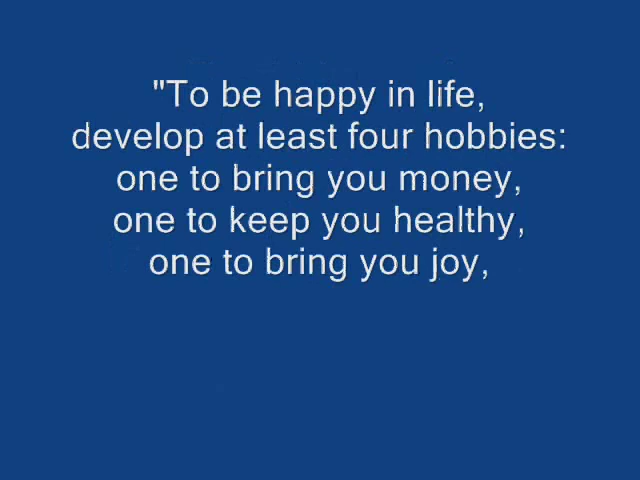 "To be happy in life,
develop at least four hobbies:
one to bring you money,
one to keep you healthy,
one to bring you joy,